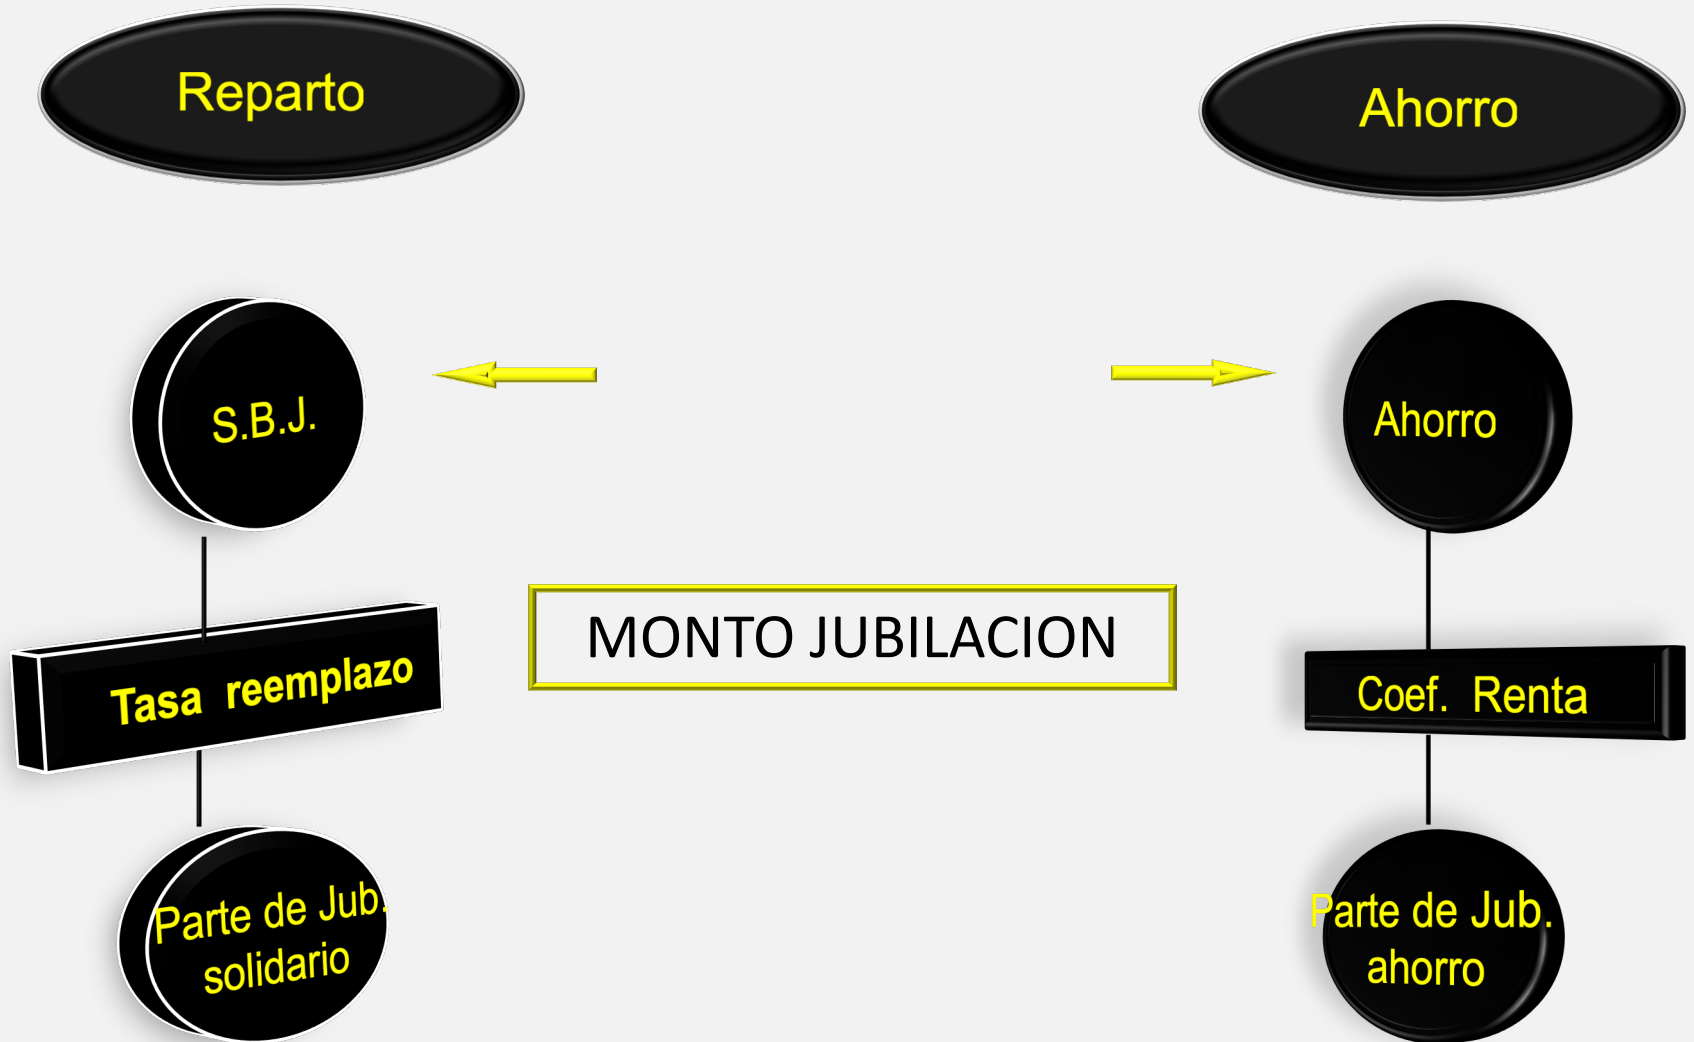 Reparto
Ahorro
S.B.J.
Ahorro
MONTO JUBILACION
Tasa reemplazo
Coef. Renta
Parte de Jub.
solidario
Parte de Jub.
ahorro